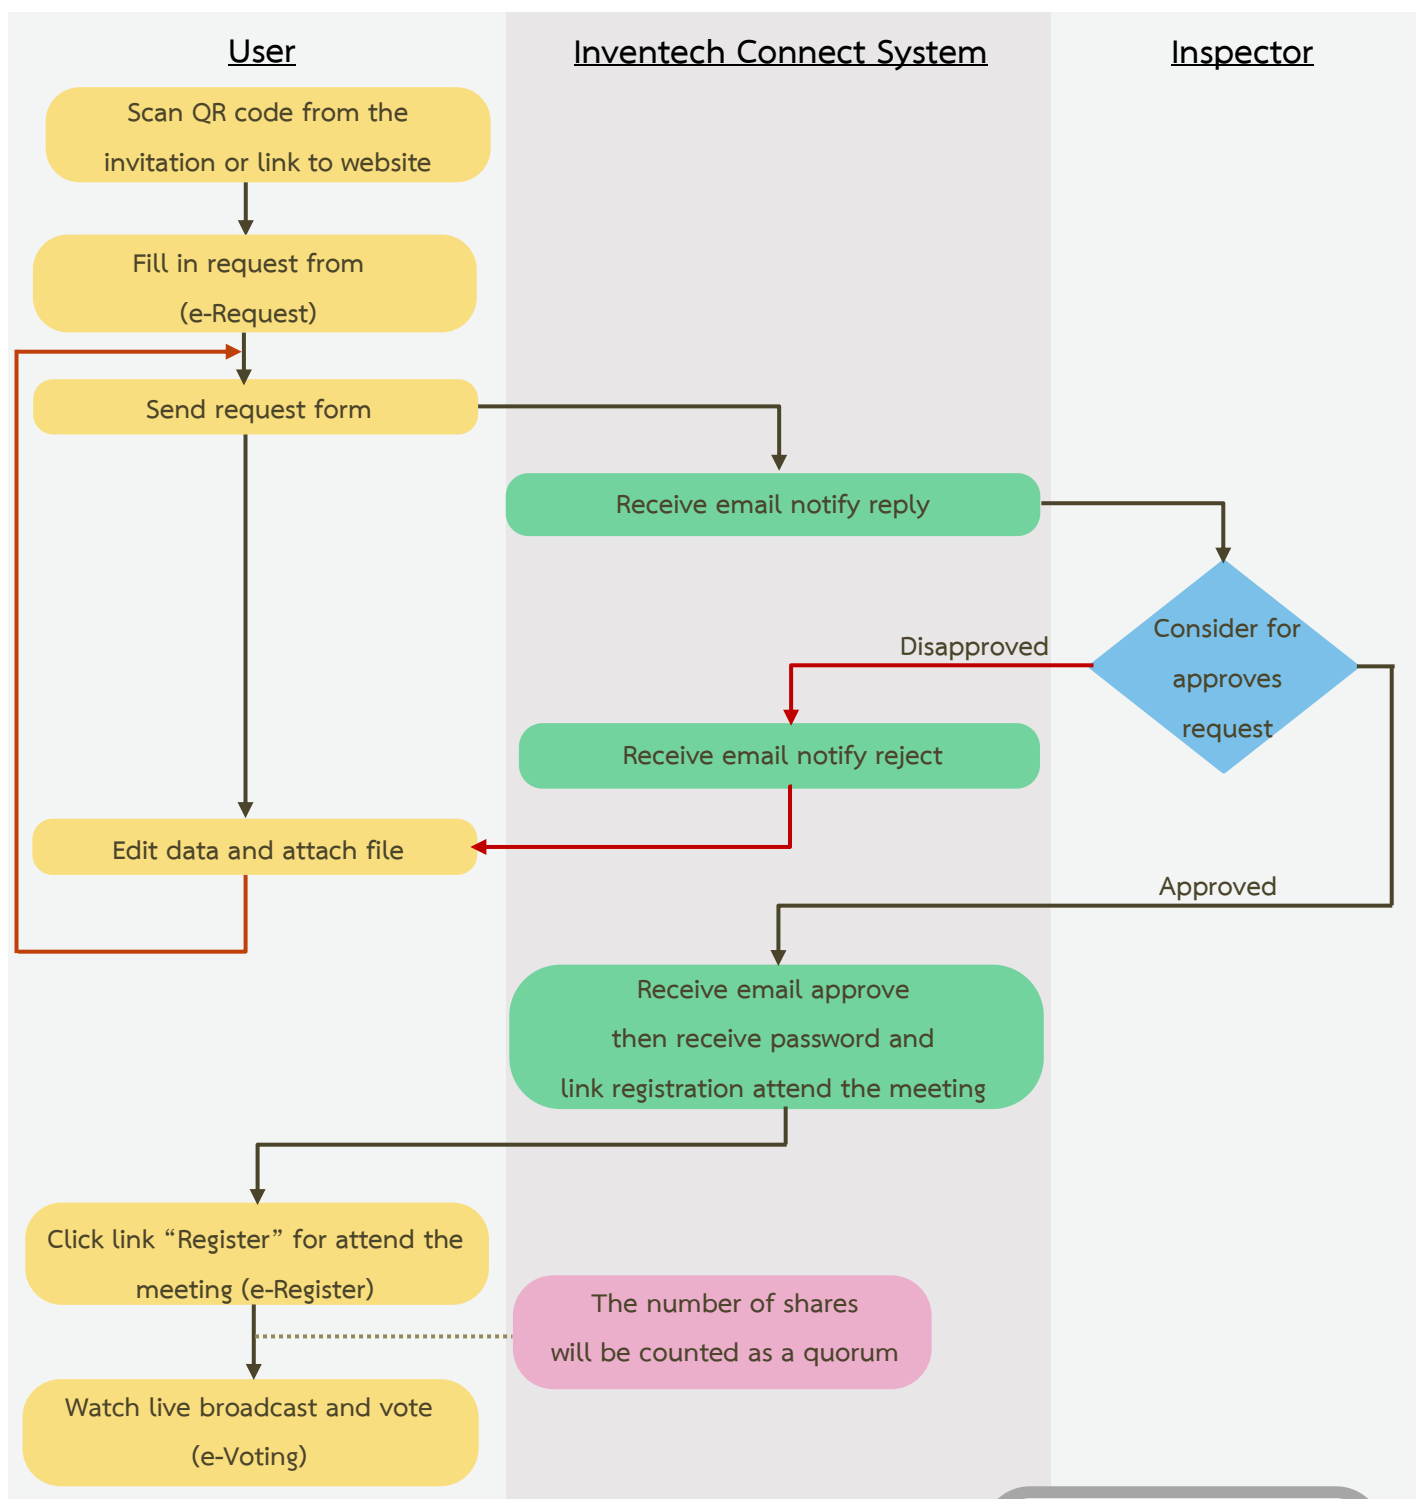 User
Inventech Connect System
Inspector
Scan QR code from the
invitation or link to website
Fill in request from
(e-Request)
Send request form
Receive email notify reply
Consider for
approves
request
Disapproved
Receive email notify reject
Edit data and attach file
Approved
Receive email approve
then receive password and
link registration attend the meeting
Click link “Register” for attend the
meeting (e-Register)
The number of shares
will be counted as a quorum
Watch live broadcast and vote
(e-Voting)